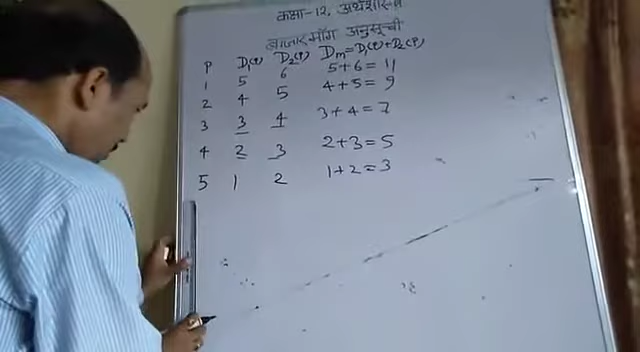 कक्षा-12, अर्थशास्त्र
बाजार माँग अनुसूची
P D₁(P) D₂(P) Dm=D₁(P)+D₂(P)
1 5 6 5+6=11
2 4 5 4+5=9
3 3 4 3+4=7
4 2 3 2+3=5
5 1 2 1+2=3